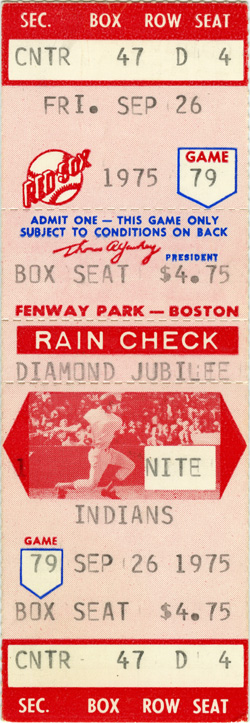 SEC. BOX ROW SEAT
CNTR 47 D 4
FRI. SEP 26
RED SOX
1975
GAME
79
ADMIT ONE — THIS GAME ONLY
SUBJECT TO CONDITIONS ON BACK
PRESIDENT
BOX SEAT $4.75
FENWAY PARK — BOSTON
RAIN CHECK
DIAMOND JUBILEE
1 NITE
INDIANS
GAME
79 SEP 26 1975
BOX SEAT $4.75
CNTR 47 D 4
SEC. BOX ROW SEAT